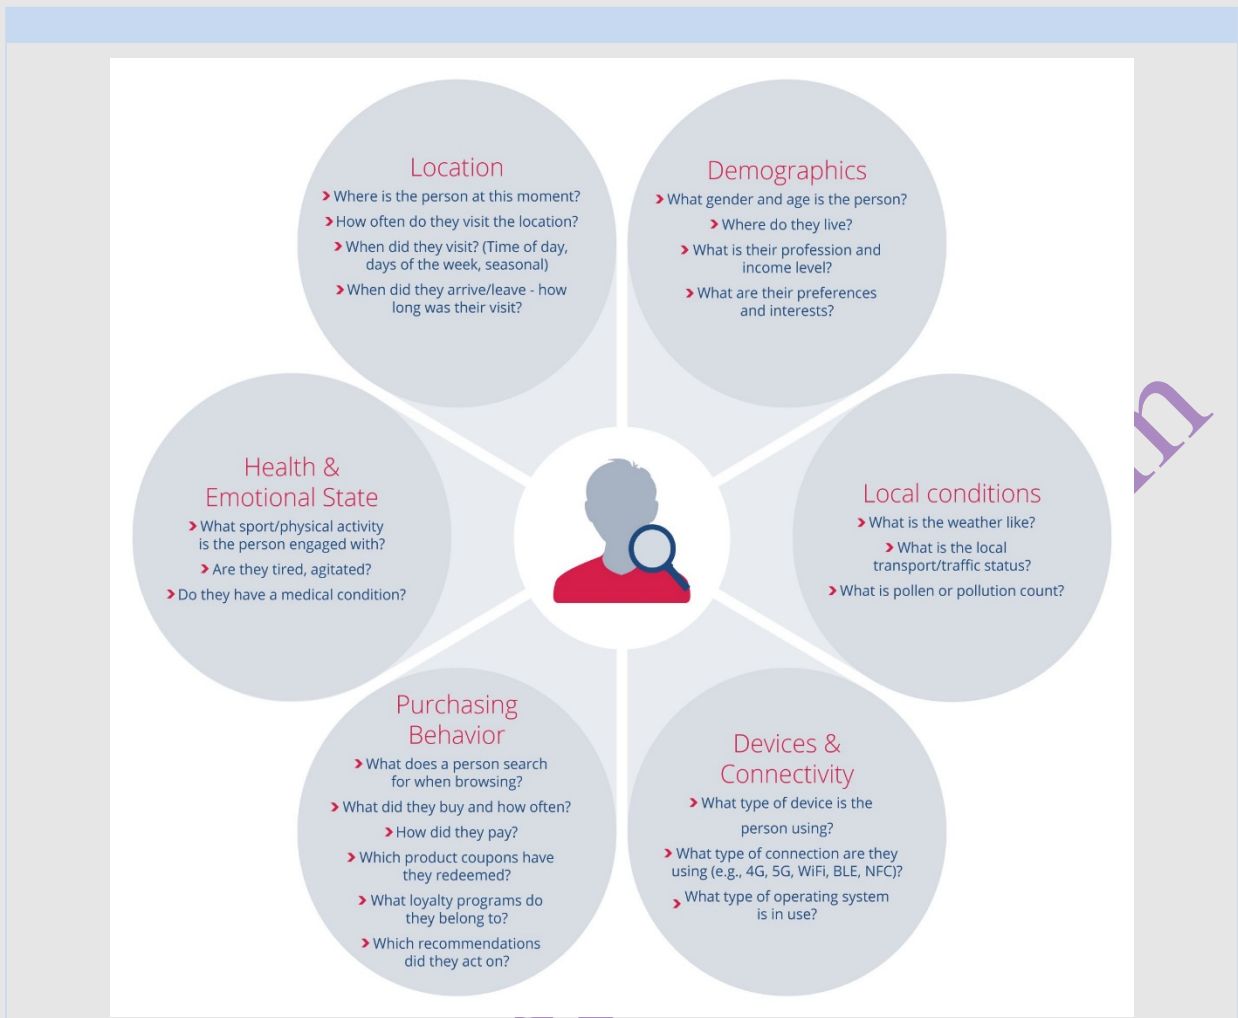 Location
› Where is the person at this moment?
› How often do they visit the location?
› When did they visit? (Time of day,
days of the week, seasonal)
› When did they arrive/leave - how
long was their visit?
Demographics
› What gender and age is the person?
› Where do they live?
› What is their profession and
income level?
› What are their preferences
and interests?
Health &
Emotional State
› What sport/physical activity
is the person engaged with?
› Are they tired, agitated?
› Do they have a medical condition?
Local conditions
› What is the weather like?
› What is the local
transport/traffic status?
› What is pollen or pollution count?
Purchasing
Behavior
› What does a person search
for when browsing?
› What did they buy and how often?
› How did they pay?
› Which product coupons have
they redeemed?
› What loyalty programs do
they belong to?
› Which recommendations
did they act on?
Devices &
Connectivity
› What type of device is the
person using?
› What type of connection are they
using (e.g., 4G, 5G, WiFi, BLE, NFC)?
› What type of operating system
is in use?